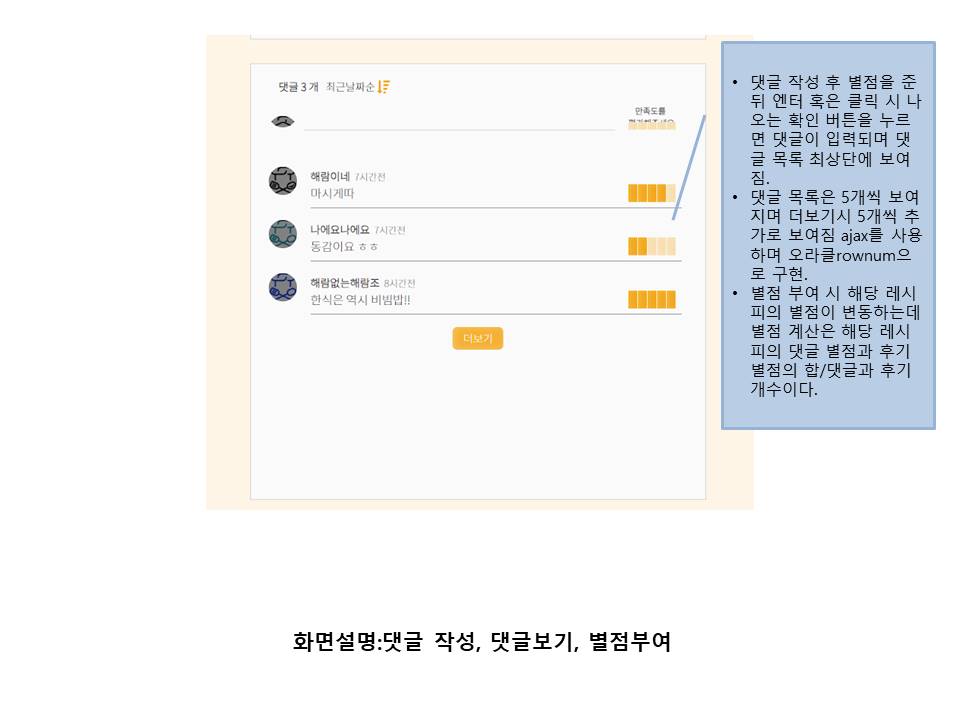 댓글 3 개 최근날짜순
만족도를
해람이네 7시간전
마시게따
나에요나에요 7시간전
동감이요 ㅎㅎ
해람없는해람조 8시간전
한식은 역시 비빔밥!!
더보기
• 댓글 작성 후 별점을 준
뒤 엔터 혹은 클릭 시 나
오는 확인 버튼을 누르
면 댓글이 입력되며 댓
글 목록 최상단에 보여
짐.
• 댓글 목록은 5개씩 보여
지며 더보기시 5개씩 추
가로 보여짐 ajax를 사용
하며 오라클rownum으
로 구현.
• 별점 부여 시 해당 레시
피의 별점이 변동하는데
별점 계산은 해당 레시
피의 댓글 별점과 후기
별점의 합/댓글과 후기
개수이다.
화면설명:댓글 작성, 댓글보기, 별점부여